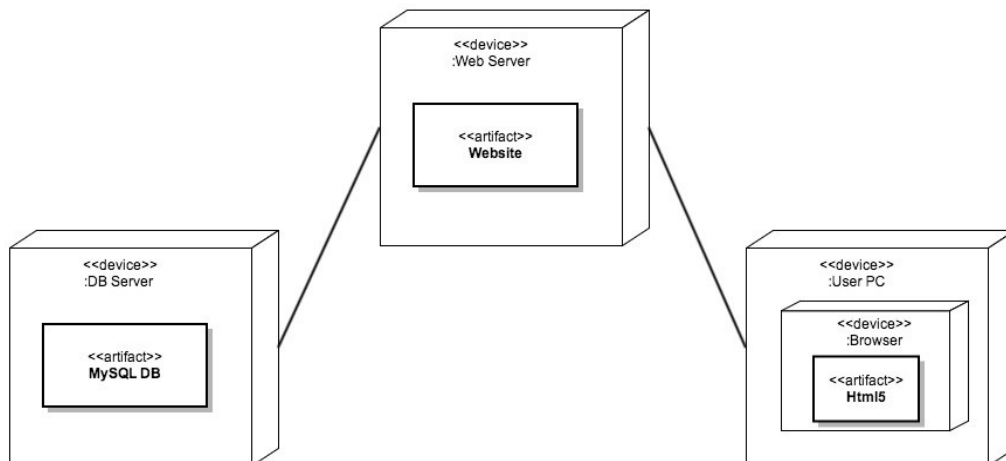 <<device>>
:Web Server
<<artifact>>
Website
<<device>>
:DB Server
<<artifact>>
MySQL DB
<<device>>
:User PC
<<device>>
:Browser
<<artifact>>
Html5